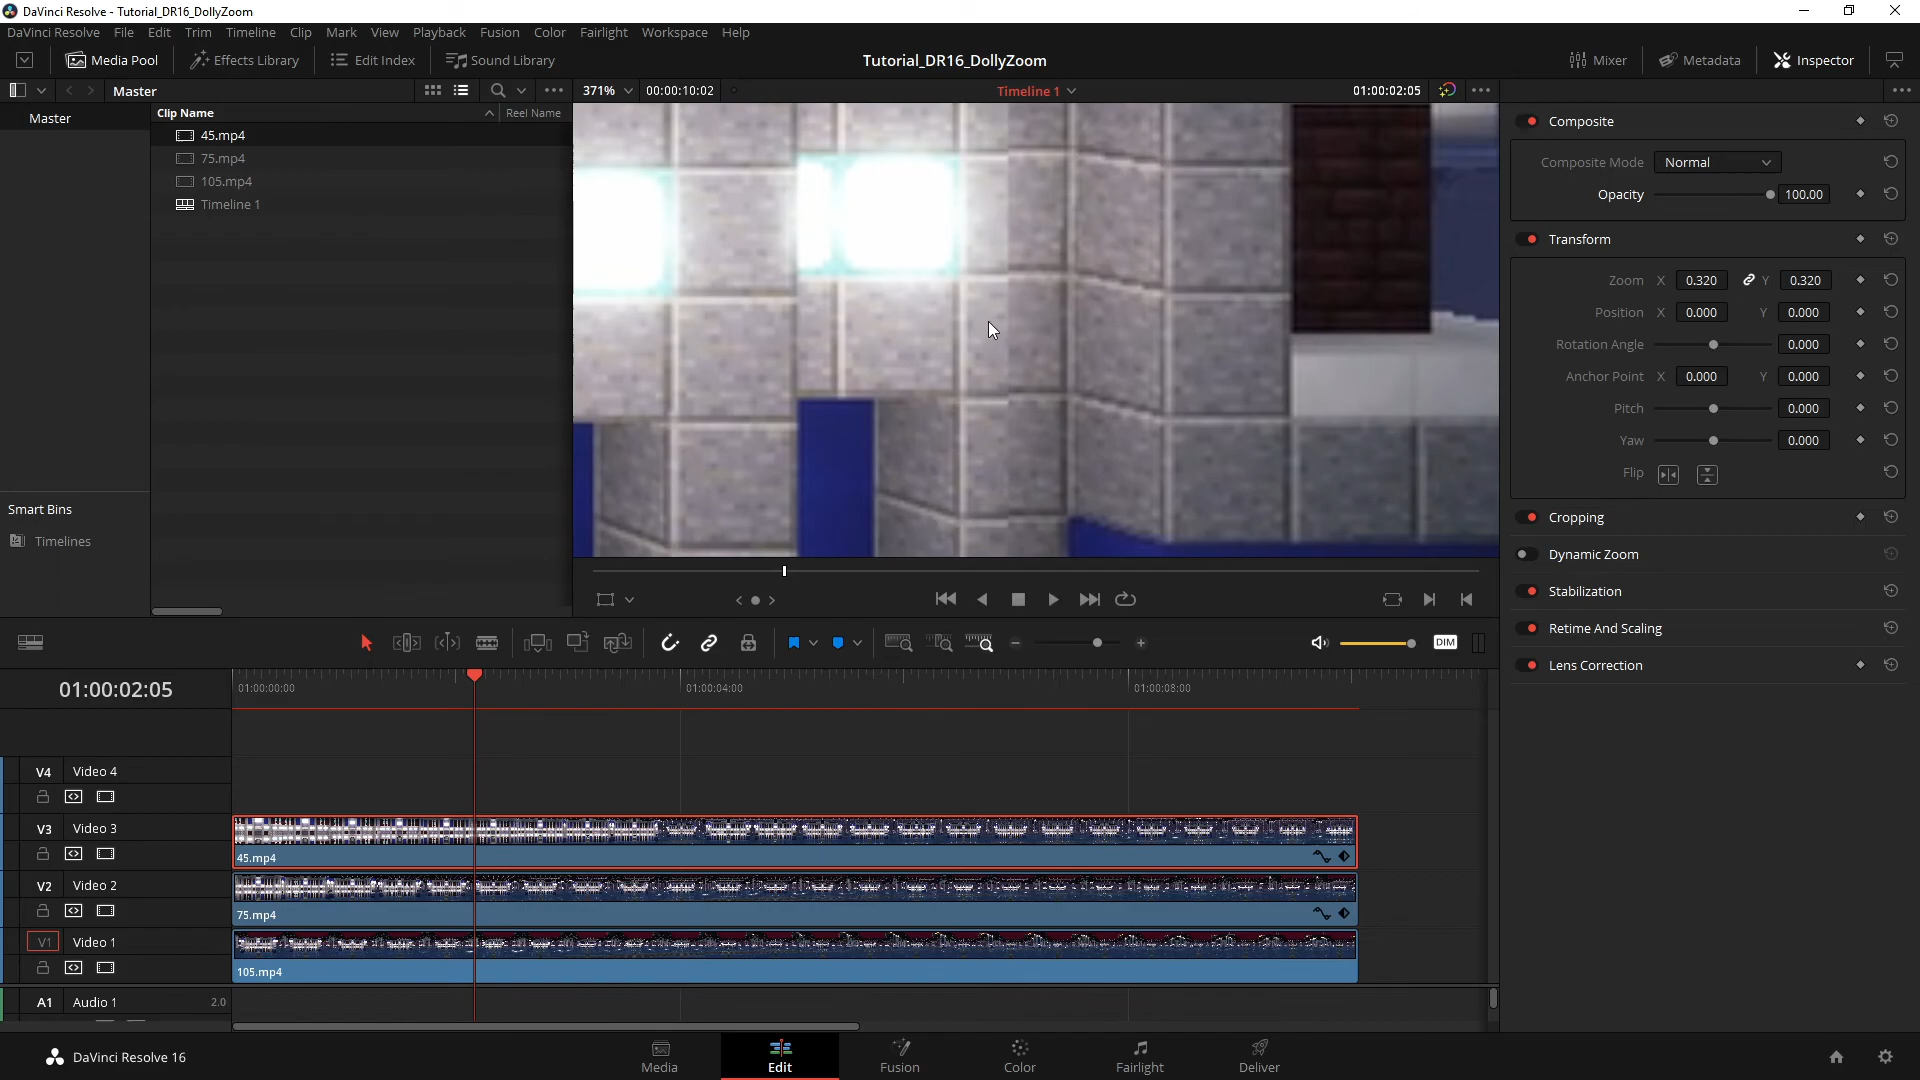 DaVinci Resolve - Tutorial_DR16_DollyZoom
DaVinci Resolve File Edit Trim Timeline Clip Mark View Playback Fusion Color Fairlight Workspace Help
Media Pool Effects Library Edit Index Sound Library Tutorial_DR16_DollyZoom Mixer Metadata Inspector
Master 371% 00:00:10:02 Timeline 1 01:00:02:05
Master Clip Name Reel Name
45.mp4
75.mp4
105.mp4
Timeline 1
Smart Bins
Timelines
Composite
Composite Mode Normal
Opacity 100.00
Transform
Zoom X 0.320 Y 0.320
Position X 0.000 Y 0.000
Rotation Angle 0.000
Anchor Point X 0.000 Y 0.000
Pitch 0.000
Yaw 0.000
Flip
Cropping
Dynamic Zoom
Stabilization
Retime And Scaling
Lens Correction
DIM
01:00:02:05 01:00:00:00 01:00:04:00 01:00:08:00
V4 Video 4
V3 Video 3
45.mp4
V2 Video 2
75.mp4
V1 Video 1
105.mp4
A1 Audio 1 2.0
DaVinci Resolve 16 Media Edit Fusion Color Fairlight Deliver